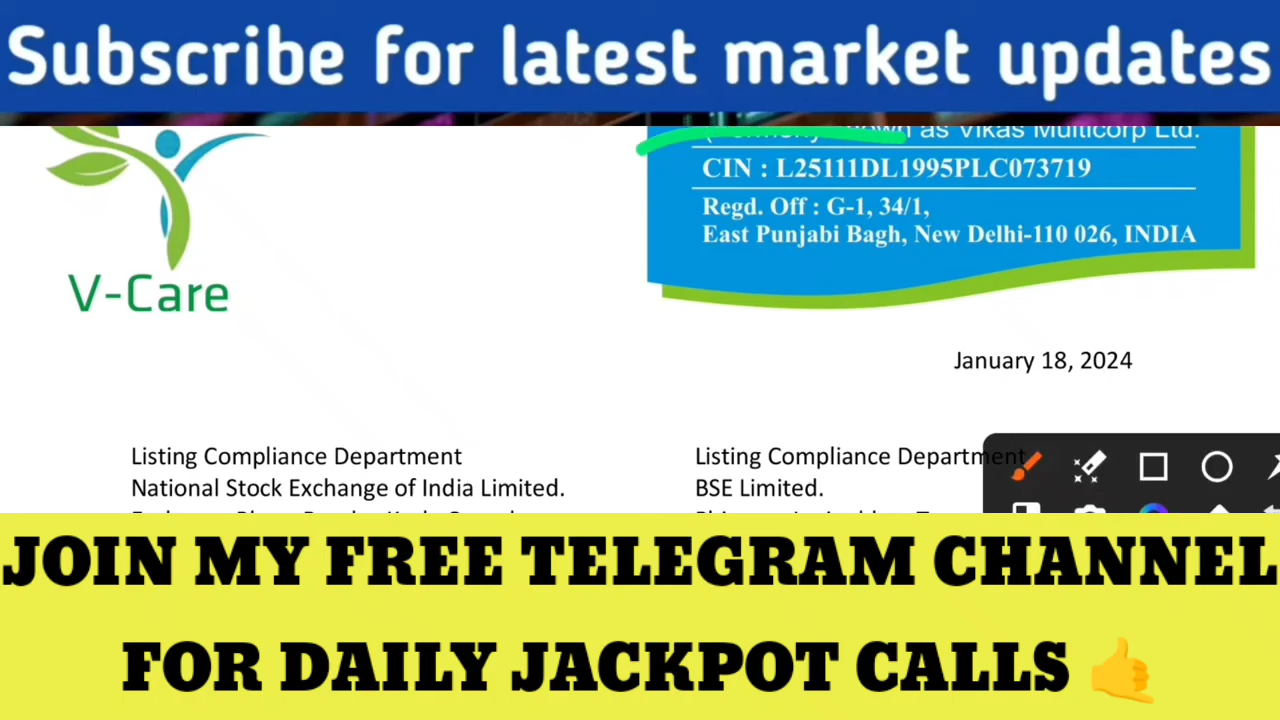 Subscribe for latest market updates
as Vikas Multicorp Ltd.
CIN : L25111DL1995PLC073719
Regd. Off : G-1, 34/1,
East Punjabi Bagh, New Delhi-110 026, INDIA
V-Care
January 18, 2024
Listing Compliance Department
National Stock Exchange of India Limited.
Listing Compliance Department
BSE Limited.
JOIN MY FREE TELEGRAM CHANNEL
FOR DAILY JACKPOT CALLS 🤙